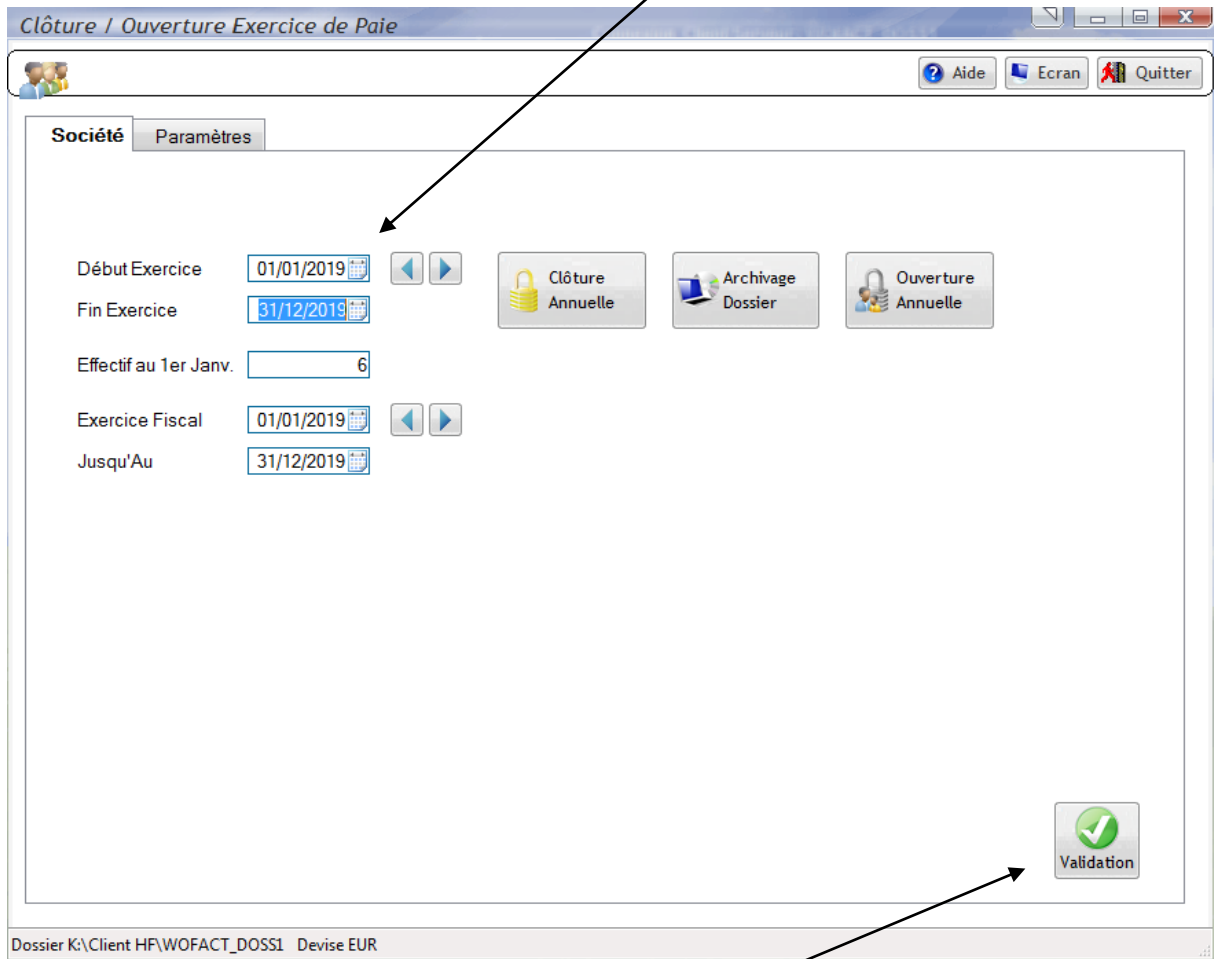 Clôture / Ouverture Exercice de Paie
Aide Ecran Quitter
Société Paramètres
Début Exercice 01/01/2019
Fin Exercice 31/12/2019
Clôture Annuelle
Archivage Dossier
Ouverture Annuelle
Effectif au 1er Janv. 6
Exercice Fiscal 01/01/2019
Jusqu'Au 31/12/2019
Validation
Dossier K:\Client HF\WOFACT_DOSS1 Devise EUR